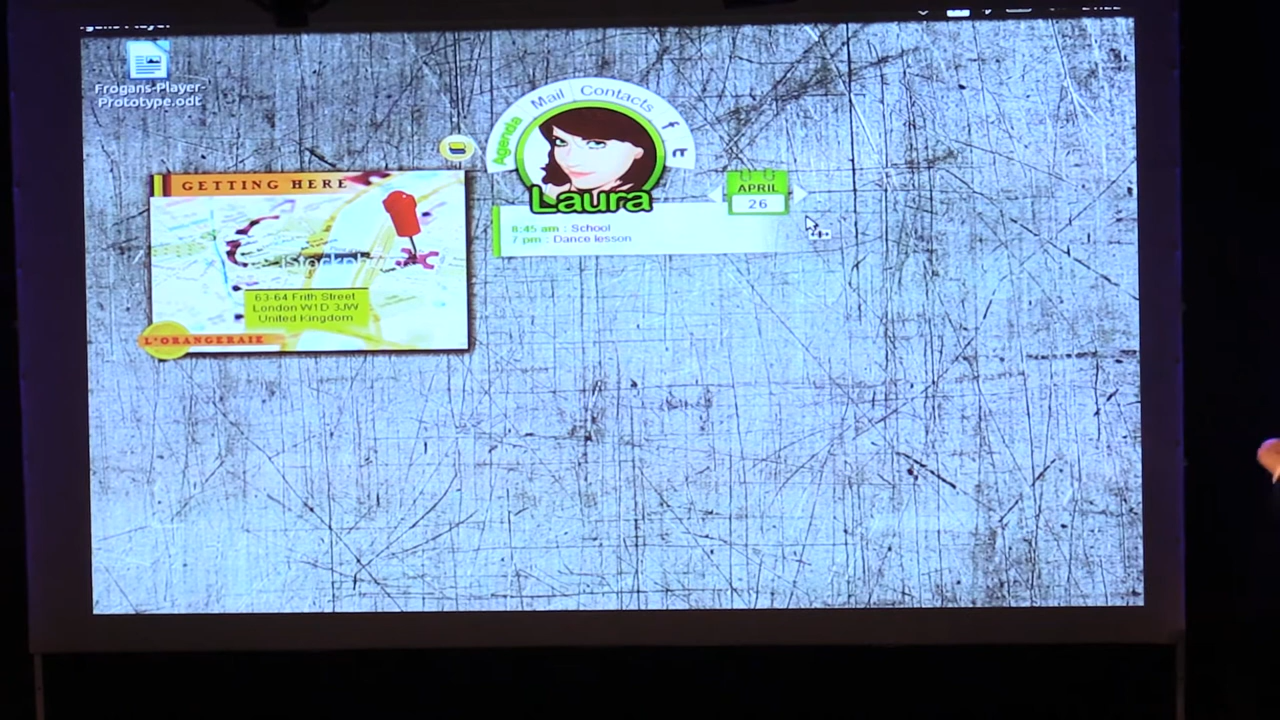 Frogans-Player-
Prototype.odt
GETTING HERE
iStockph
63-64 Frith Street
London W1D 3JW
United Kingdom
L'ORANGERAIE
Agenda
Mail
Contacts
f
Laura
APRIL
26
8:45 am : School
7 pm : Dance lesson